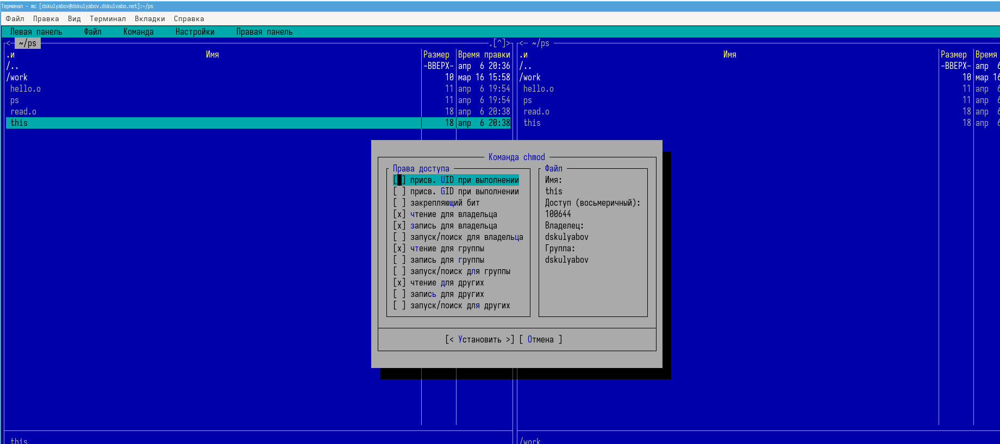 Терминал - mc [dskulyabov@dskulyabov.dskulvabo.net]:~/ps
Файл Правка Вид Терминал Вкладки Справка
Левая панель Файл Команда Настройки Правая панель
<- ~/ps .[^]> <- ~/ps
.и Имя Размер Время правки .и Имя Размер Время
/.. -ВВЕРХ- апр 6 20:36 /.. -ВВЕРХ- апр 6
/work 10 мар 16 15:58 /work 10 мар 16
hello.o 11 апр 6 19:54 hello.o 11 апр 6
ps 11 апр 6 19:54 ps 11 апр 6
read.o 18 апр 6 20:38 read.o 18 апр 6
this 18 апр 6 20:38 this 18 апр 6
Команда chmod
Права доступа
[ ] присв. UID при выполнении
[ ] присв. GID при выполнении
[ ] закрепляющий бит
[x] чтение для владельца
[x] запись для владельца
[ ] запуск/поиск для владельца
[x] чтение для группы
[ ] запись для группы
[ ] запуск/поиск для группы
[x] чтение для других
[ ] запись для других
[ ] запуск/поиск для других
Файл
Имя:
this
Доступ (восьмеричный):
100644
Владелец:
dskulyabov
Группа:
dskulyabov
[< Установить >] [ Отмена ]
this /work